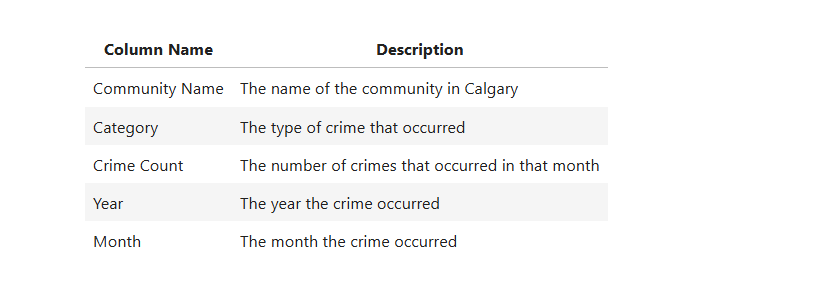 Column Name Description
Community Name The name of the community in Calgary
Category The type of crime that occurred
Crime Count The number of crimes that occurred in that month
Year The year the crime occurred
Month The month the crime occurred